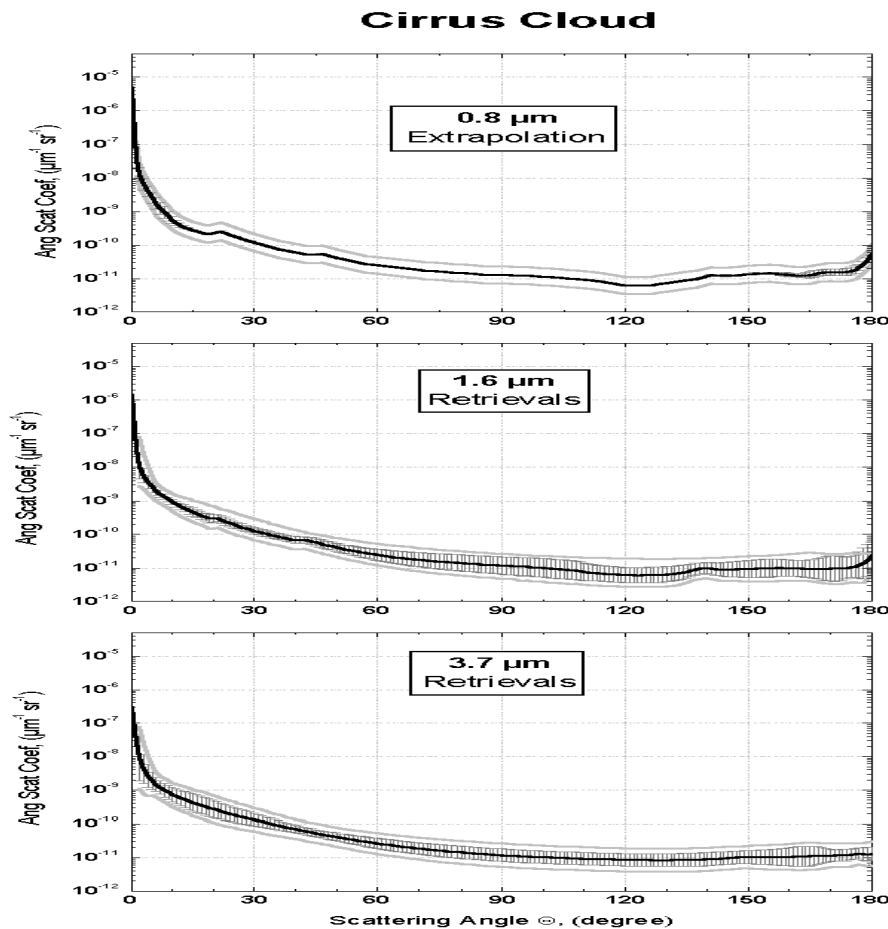 Cirrus Cloud
Ang Scat Coef, (µm⁻¹ sr⁻¹)
10⁻⁵
10⁻⁶
10⁻⁷
10⁻⁸
10⁻⁹
10⁻¹⁰
10⁻¹¹
10⁻¹²
0.8 µm
Extrapolation
0 30 60 90 120 150 180
Ang Scat Coef, (µm⁻¹ sr⁻¹)
10⁻⁵
10⁻⁶
10⁻⁷
10⁻⁸
10⁻⁹
10⁻¹⁰
10⁻¹¹
10⁻¹²
1.6 µm
Retrievals
0 30 60 90 120 150 180
Ang Scat Coef, (µm⁻¹ sr⁻¹)
10⁻⁵
10⁻⁶
10⁻⁷
10⁻⁸
10⁻⁹
10⁻¹⁰
10⁻¹¹
10⁻¹²
3.7 µm
Retrievals
0 30 60 90 120 150 180
Scattering Angle Θ, (degree)